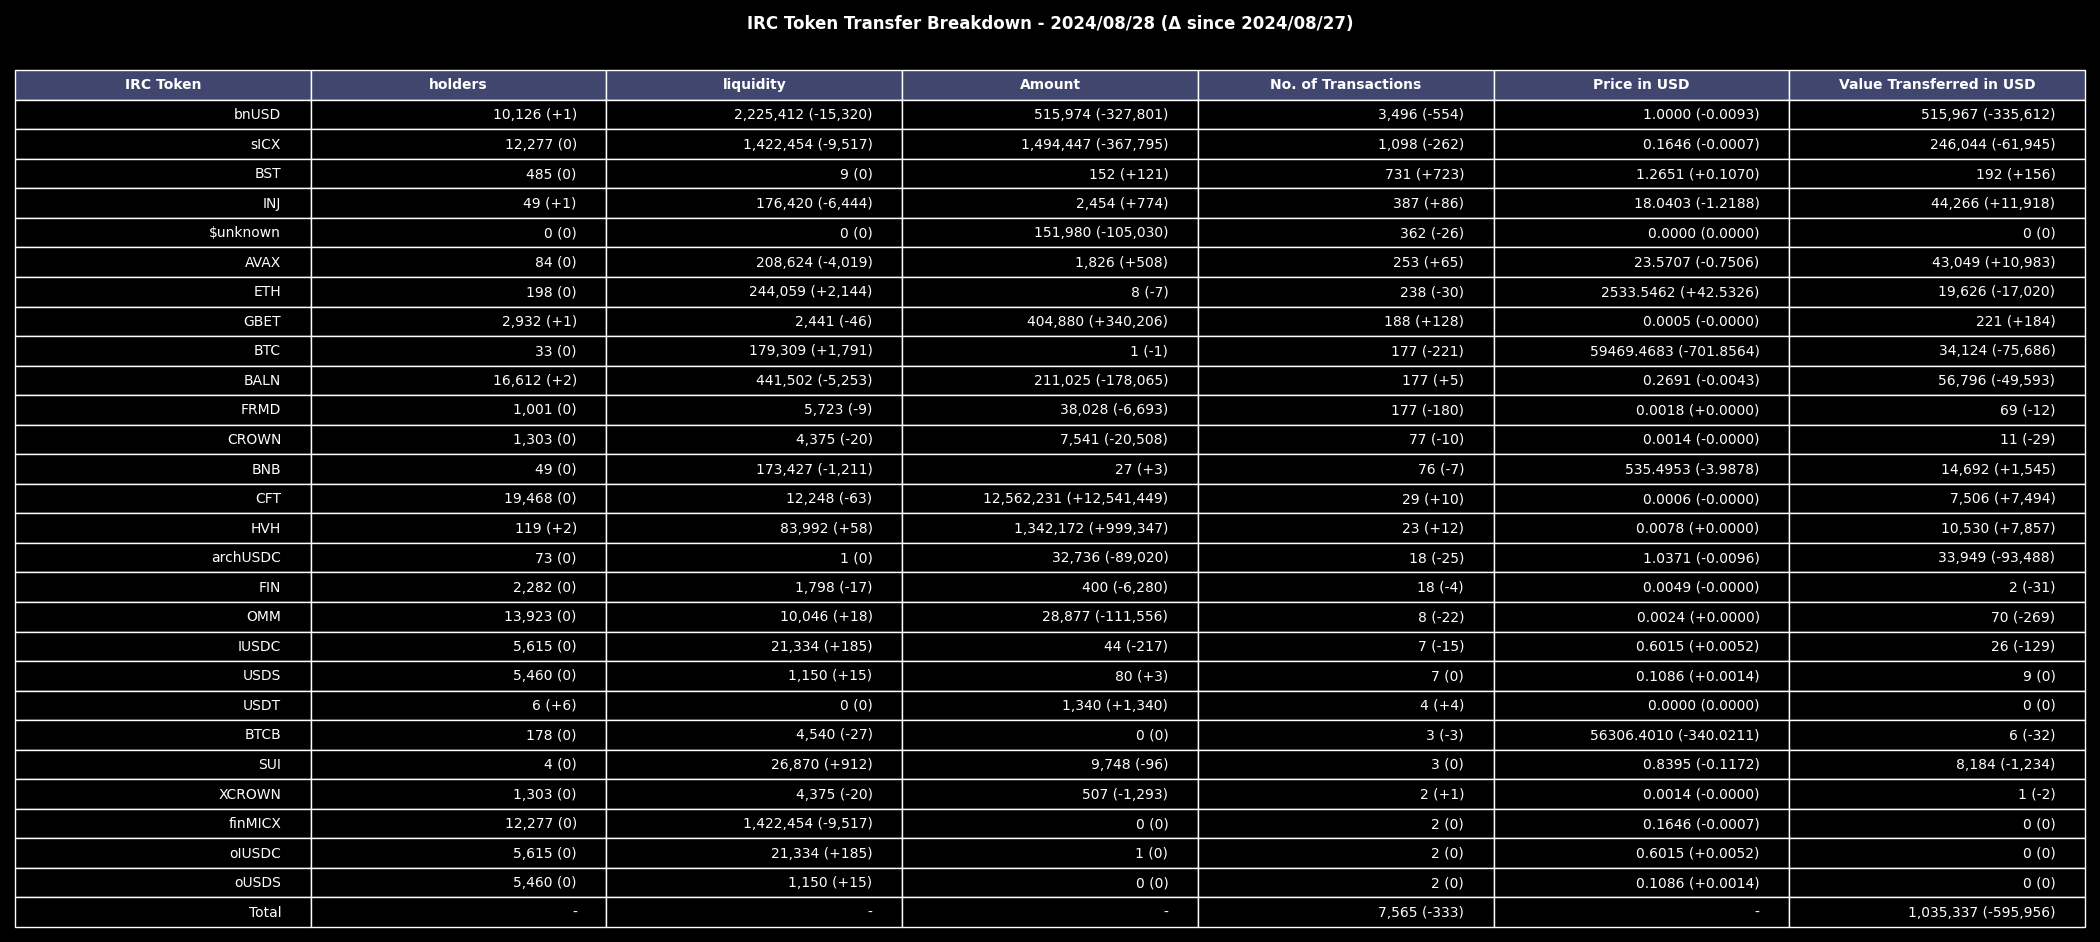 IRC Token Transfer Breakdown - 2024/08/28 (Δ since 2024/08/27)
IRC Token holders liquidity Amount No. of Transactions Price in USD Value Transferred in USD
bnUSD 10,126 (+1) 2,225,412 (-15,320) 515,974 (-327,801) 3,496 (-554) 1.0000 (-0.0093) 515,967 (-335,612)
sICX 12,277 (0) 1,422,454 (-9,517) 1,494,447 (-367,795) 1,098 (-262) 0.1646 (-0.0007) 246,044 (-61,945)
BST 485 (0) 9 (0) 152 (+121) 731 (+723) 1.2651 (+0.1070) 192 (+156)
INJ 49 (+1) 176,420 (-6,444) 2,454 (+774) 387 (+86) 18.0403 (-1.2188) 44,266 (+11,918)
$unknown 0 (0) 0 (0) 151,980 (-105,030) 362 (-26) 0.0000 (0.0000) 0 (0)
AVAX 84 (0) 208,624 (-4,019) 1,826 (+508) 253 (+65) 23.5707 (-0.7506) 43,049 (+10,983)
ETH 198 (0) 244,059 (+2,144) 8 (-7) 238 (-30) 2533.5462 (+42.5326) 19,626 (-17,020)
GBET 2,932 (+1) 2,441 (-46) 404,880 (+340,206) 188 (+128) 0.0005 (-0.0000) 221 (+184)
BTC 33 (0) 179,309 (+1,791) 1 (-1) 177 (-221) 59469.4683 (-701.8564) 34,124 (-75,686)
BALN 16,612 (+2) 441,502 (-5,253) 211,025 (-178,065) 177 (+5) 0.2691 (-0.0043) 56,796 (-49,593)
FRMD 1,001 (0) 5,723 (-9) 38,028 (-6,693) 177 (-180) 0.0018 (+0.0000) 69 (-12)
CROWN 1,303 (0) 4,375 (-20) 7,541 (-20,508) 77 (-10) 0.0014 (-0.0000) 11 (-29)
BNB 49 (0) 173,427 (-1,211) 27 (+3) 76 (-7) 535.4953 (-3.9878) 14,692 (+1,545)
CFT 19,468 (0) 12,248 (-63) 12,562,231 (+12,541,449) 29 (+10) 0.0006 (-0.0000) 7,506 (+7,494)
HVH 119 (+2) 83,992 (+58) 1,342,172 (+999,347) 23 (+12) 0.0078 (+0.0000) 10,530 (+7,857)
archUSDC 73 (0) 1 (0) 32,736 (-89,020) 18 (-25) 1.0371 (-0.0096) 33,949 (-93,488)
FIN 2,282 (0) 1,798 (-17) 400 (-6,280) 18 (-4) 0.0049 (-0.0000) 2 (-31)
OMM 13,923 (0) 10,046 (+18) 28,877 (-111,556) 8 (-22) 0.0024 (+0.0000) 70 (-269)
IUSDC 5,615 (0) 21,334 (+185) 44 (-217) 7 (-15) 0.6015 (+0.0052) 26 (-129)
USDS 5,460 (0) 1,150 (+15) 80 (+3) 7 (0) 0.1086 (+0.0014) 9 (0)
USDT 6 (+6) 0 (0) 1,340 (+1,340) 4 (+4) 0.0000 (0.0000) 0 (0)
BTCB 178 (0) 4,540 (-27) 0 (0) 3 (-3) 56306.4010 (-340.0211) 6 (-32)
SUI 4 (0) 26,870 (+912) 9,748 (-96) 3 (0) 0.8395 (-0.1172) 8,184 (-1,234)
XCROWN 1,303 (0) 4,375 (-20) 507 (-1,293) 2 (+1) 0.0014 (-0.0000) 1 (-2)
finMICX 12,277 (0) 1,422,454 (-9,517) 0 (0) 2 (0) 0.1646 (-0.0007) 0 (0)
oIUSDC 5,615 (0) 21,334 (+185) 1 (0) 2 (0) 0.6015 (+0.0052) 0 (0)
oUSDS 5,460 (0) 1,150 (+15) 0 (0) 2 (0) 0.1086 (+0.0014) 0 (0)
Total - - - 7,565 (-333) - 1,035,337 (-595,956)